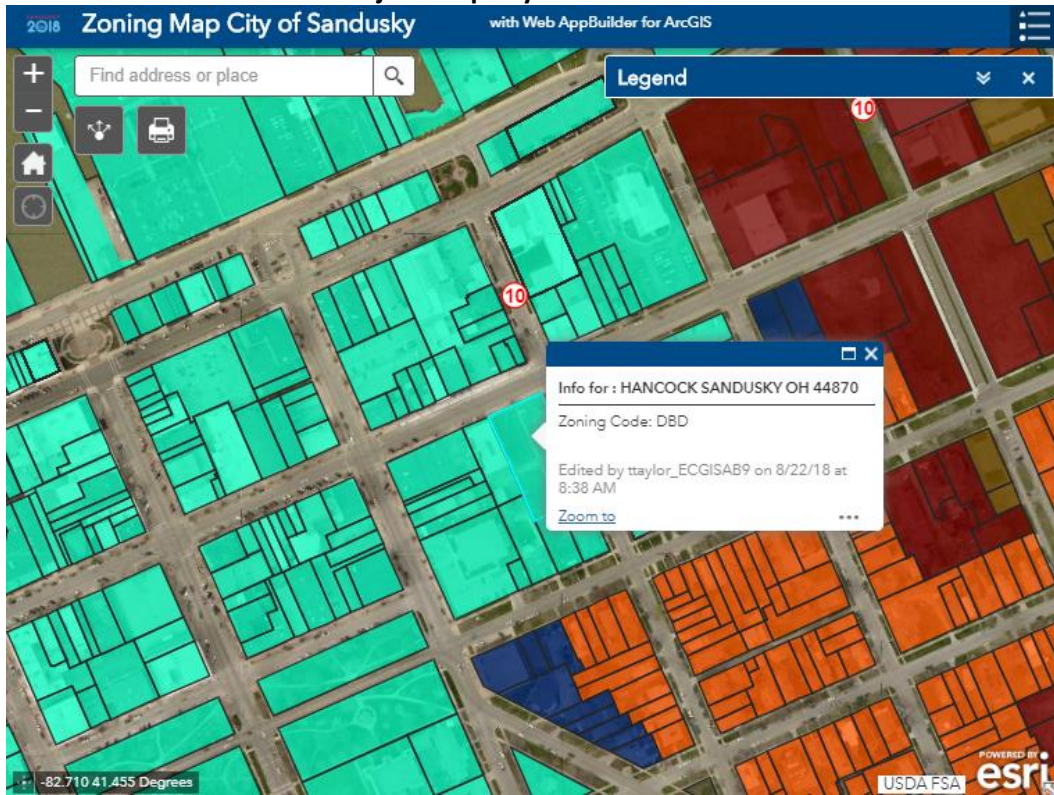 2018 Zoning Map City of Sandusky with Web AppBuilder for ArcGIS
Find address or place
Legend
10
10
Info for : HANCOCK SANDUSKY OH 44870
Zoning Code: DBD
Edited by ttaylor_ECGISAB9 on 8/22/18 at
8:38 AM
Zoom to
-82.710 41.455 Degrees
USDA FSA
POWERED BY
esri